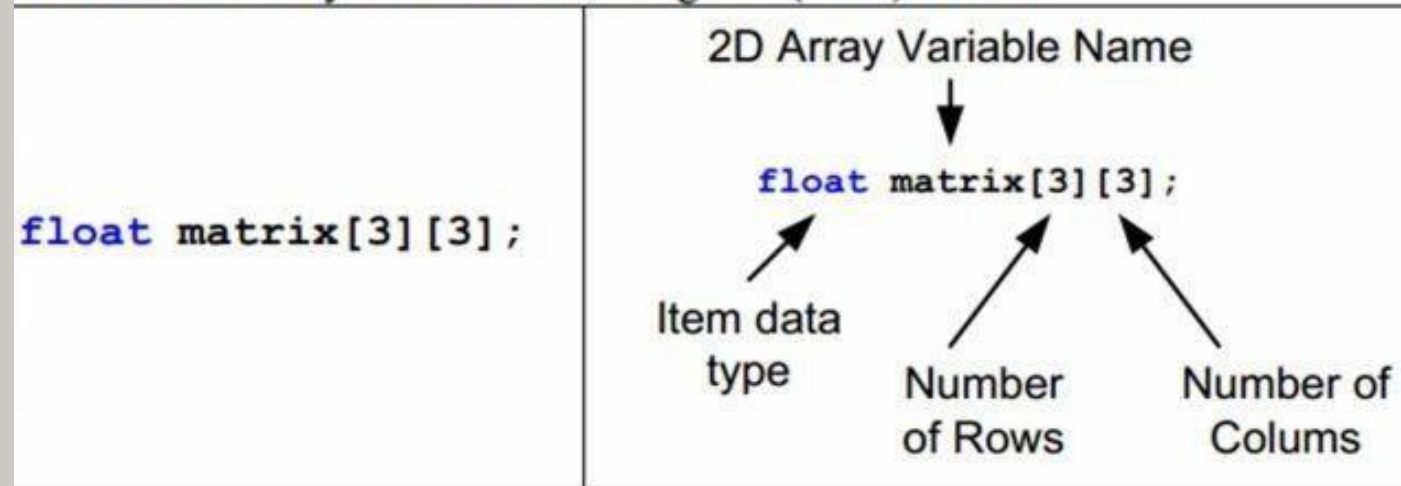 float matrix[3][3];
2D Array Variable Name
float matrix[3][3];
Item data
type
Number
of Rows
Number of
Colums